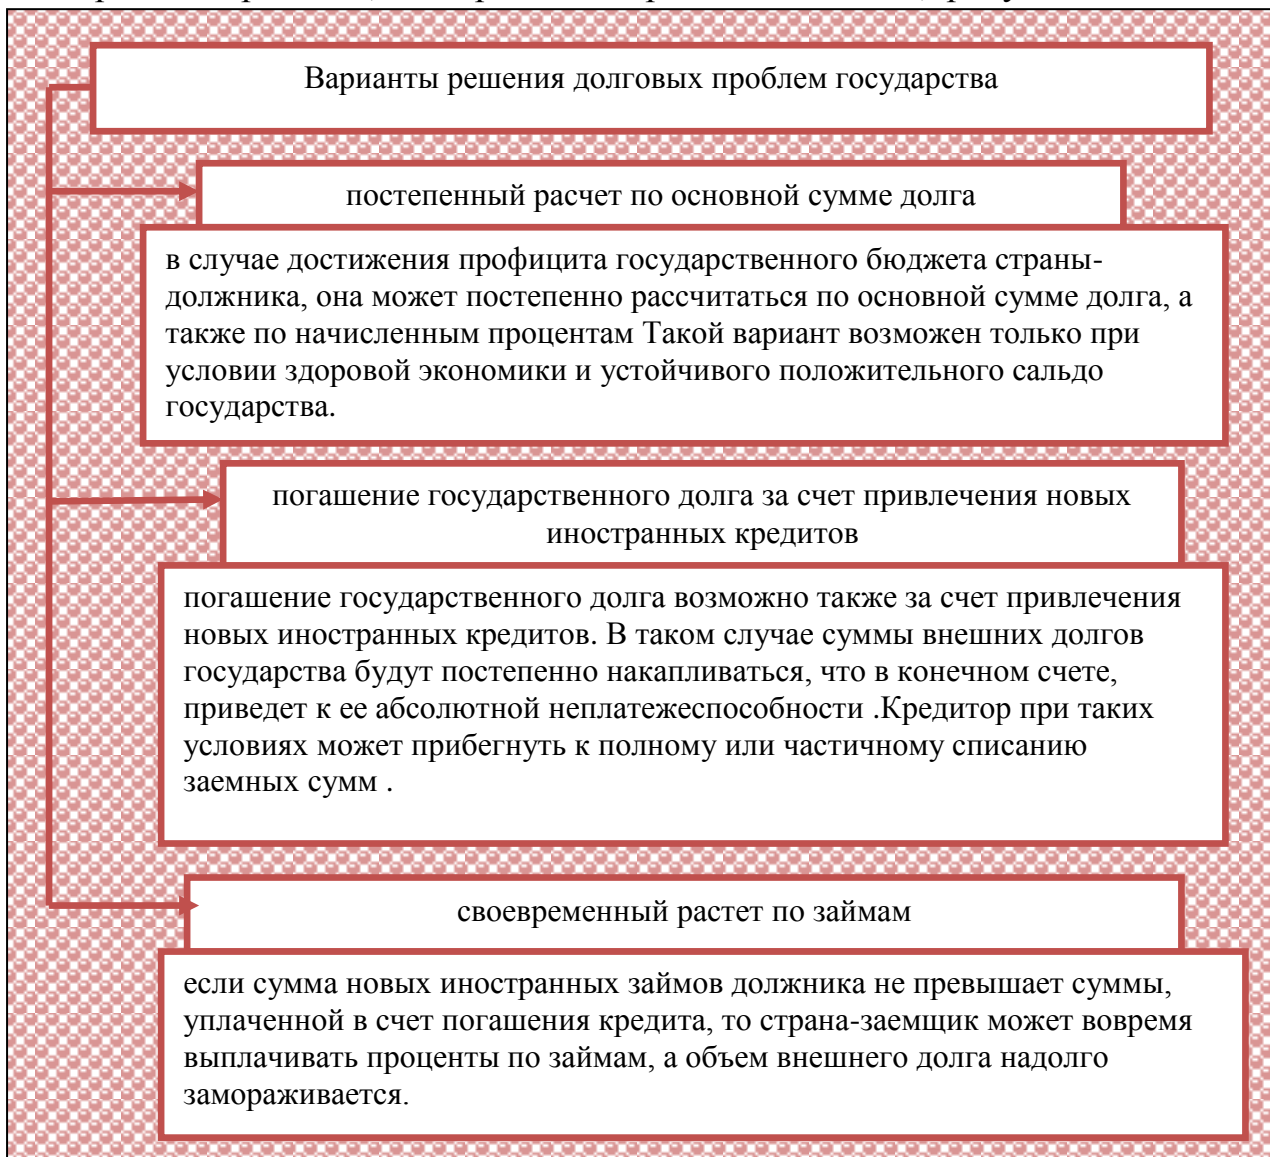 Варианты решения долговых проблем государства
постепенный расчет по основной сумме долга
в случае достижения профицита государственного бюджета страны-
должника, она может постепенно рассчитаться по основной сумме долга, а
также по начисленным процентам Такой вариант возможен только при
условии здоровой экономики и устойчивого положительного сальдо
государства.
погашение государственного долга за счет привлечения новых
иностранных кредитов
погашение государственного долга возможно также за счет привлечения
новых иностранных кредитов. В таком случае суммы внешних долгов
государства будут постепенно накапливаться, что в конечном счете,
приведет к ее абсолютной неплатежеспособности .Кредитор при таких
условиях может прибегнуть к полному или частичному списанию
заемных сумм .
своевременный растет по займам
если сумма новых иностранных займов должника не превышает суммы,
уплаченной в счет погашения кредита, то страна-заемщик может вовремя
выплачивать проценты по займам, а объем внешнего долга надолго
замораживается.